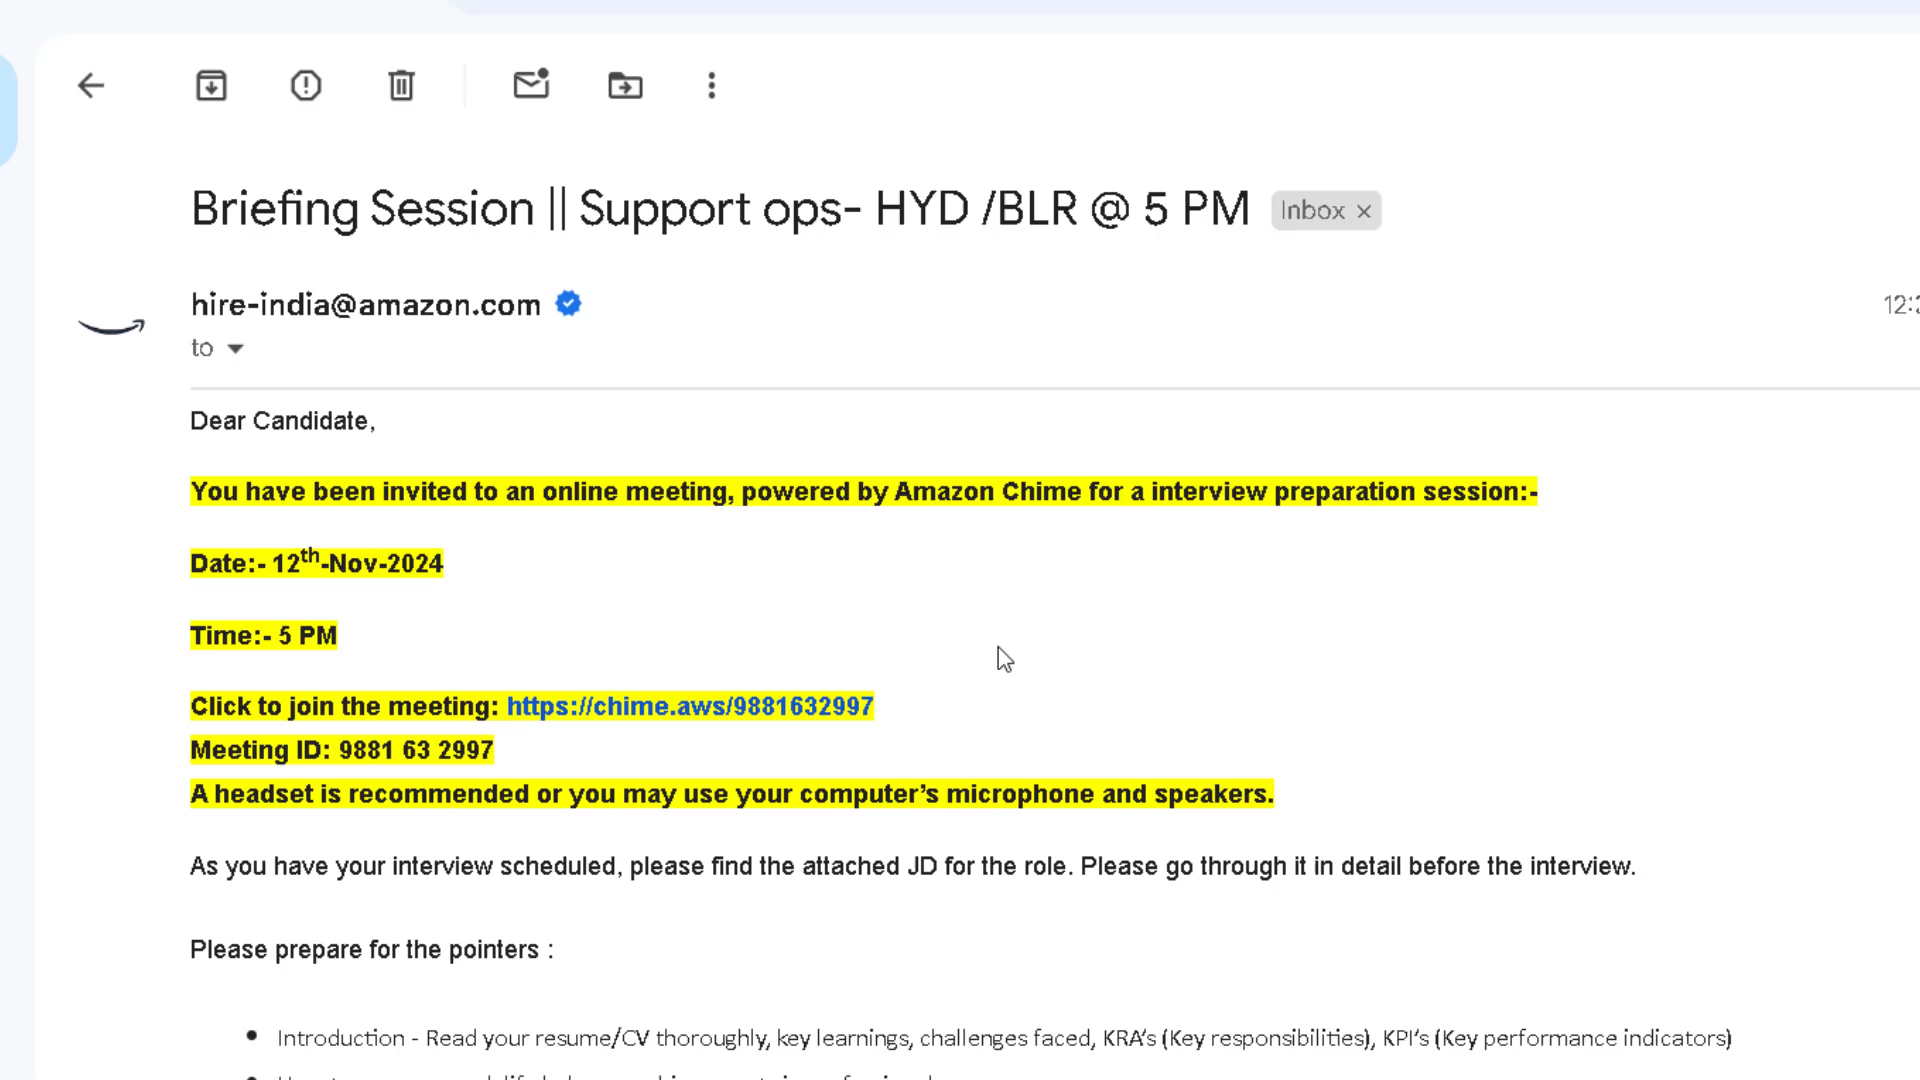 Briefing Session || Support ops- HYD /BLR @ 5 PM Inbox ×
hire-india@amazon.com
12:
to
Dear Candidate,
You have been invited to an online meeting, powered by Amazon Chime for a interview preparation session:-
Date:- 12th-Nov-2024
Time:- 5 PM
Click to join the meeting: https://chime.aws/9881632997
Meeting ID: 9881 63 2997
A headset is recommended or you may use your computer’s microphone and speakers.
As you have your interview scheduled, please find the attached JD for the role. Please go through it in detail before the interview.
Please prepare for the pointers :
• Introduction - Read your resume/CV thoroughly, key learnings, challenges faced, KRA’s (Key responsibilities), KPI’s (Key performance indicators)